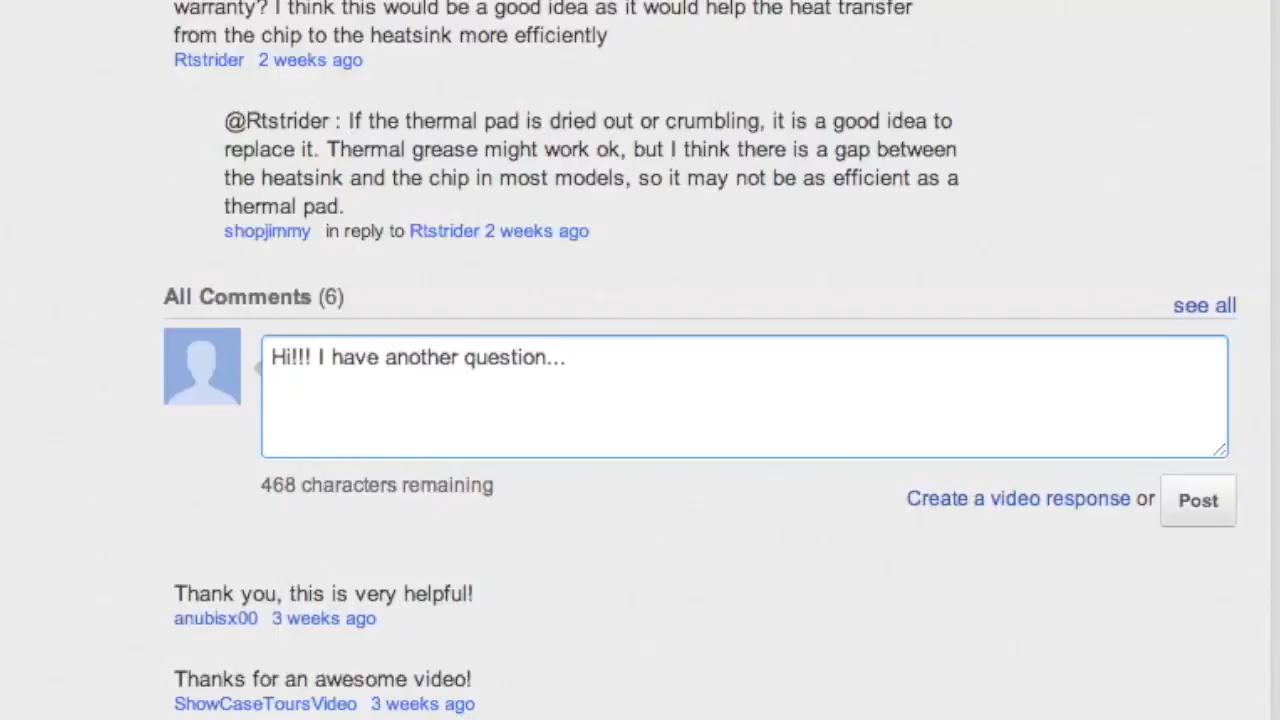 warranty? I think this would be a good idea as it would help the heat transfer
from the chip to the heatsink more efficiently
Rtstrider 2 weeks ago
@Rtstrider : If the thermal pad is dried out or crumbling, it is a good idea to
replace it. Thermal grease might work ok, but I think there is a gap between
the heatsink and the chip in most models, so it may not be as efficient as a
thermal pad.
shopjimmy in reply to Rtstrider 2 weeks ago
All Comments (6)
see all
Hi!!! I have another question...
468 characters remaining
Create a video response or Post
Thank you, this is very helpful!
anubisx00 3 weeks ago
Thanks for an awesome video!
ShowCaseToursVideo 3 weeks ago